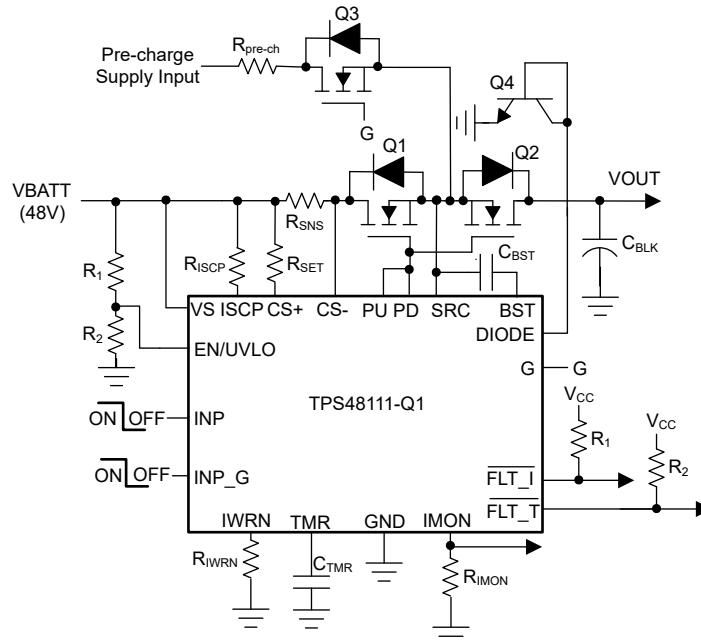 Q3
Pre-charge
Supply Input
Rpre-ch
Q4
G
Q1
Q2
VBATT
(48V)
VOUT
RSNS
CBLK
R1
RISCP
RSET
CBST
R2
VS ISCP CS+ CS- PU PD SRC BST
DIODE
EN/UVLO
G G
TPS48111-Q1
VCC
ON OFF INP
R1
VCC
R2
ON OFF INP_G
FLT_I
FLT_T
IWRN TMR GND IMON
RIWRN
CTMR
RIMON